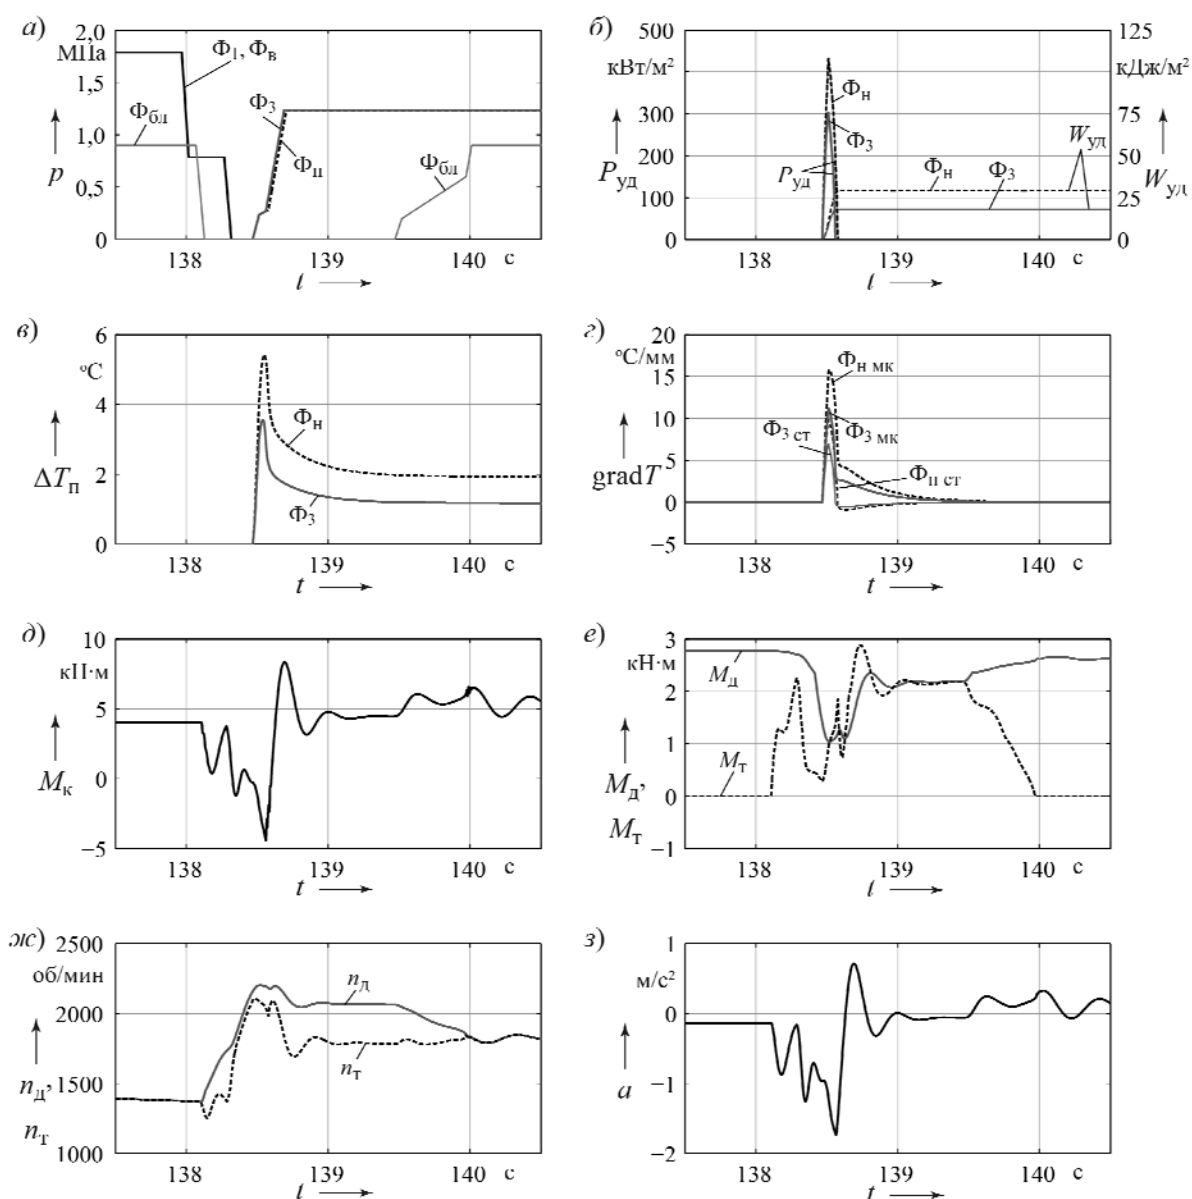 а)
2,0
МПа
1,5
1,0
0,5
0
p
Ф1, Фв
Фбл
Ф3
Фн
Фбл
138
139
140
с
t
б)
500
кВт/м²
300
200
100
0
Pуд
125
кДж/м²
75
50
25
0
Wуд
Фн
Ф3
Pуд
Фн
Ф3
Wуд
138
139
140
с
t
в)
6
°С
4
2
0
ΔTп
Фн
Ф3
138
139
140
с
t
г)
20
°С/мм
15
10
5
0
−5
gradT
Фн мк
Ф3 ст
Ф3 мк
Фн ст
138
139
140
с
t
д)
10
кН·м
5
0
−5
Mк
138
139
140
с
t
е)
3
кН·м
2
1
0
−1
Mд,
Mт
Mд
Mт
138
139
140
с
t
ж)
2500
об/мин
2000
1500
1000
nд,
nт
nд
nт
138
139
140
с
t
з)
1
м/с²
0
−1
−2
a
138
139
140
с
t